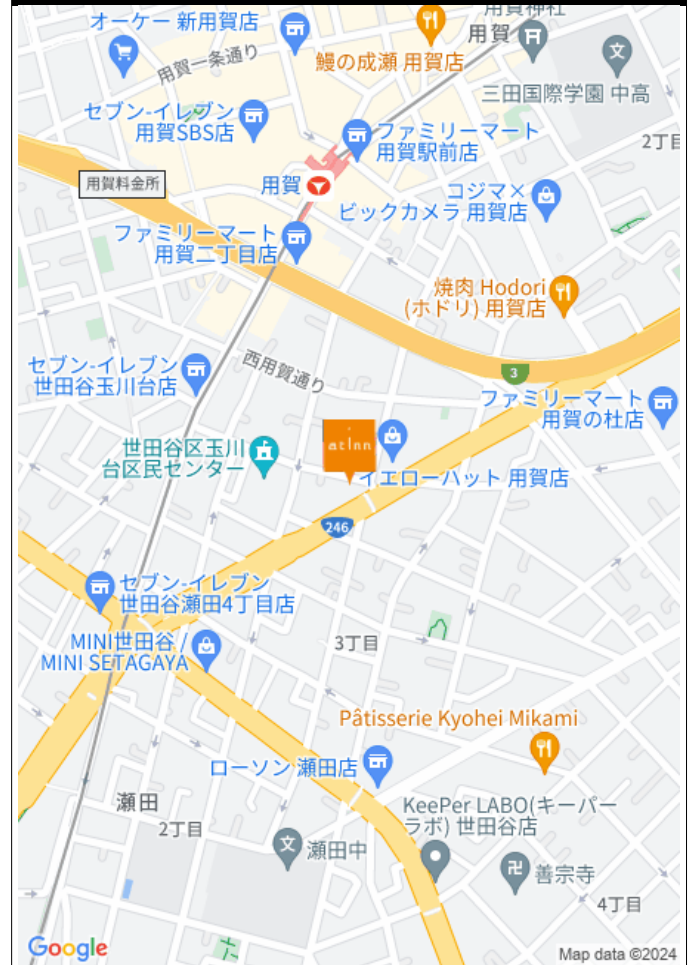 オーケー 新用賀店
用賀一条通り
鰻の成瀬 用賀店
用賀神社
用賀
三田国際学園 中高
2丁目
セブン-イレブン
用賀SBS店
ファミリーマート
用賀駅前店
用賀料金所
用賀
コジマ×
ビックカメラ 用賀店
ファミリーマート
用賀二丁目店
焼肉 Hodori
(ホドリ) 用賀店
3
セブン-イレブン
世田谷玉川台店
西用賀通り
ファミリーマート
用賀の杜店
世田谷区玉川
台区民センター
at Inn
イエローハット 用賀店
246
セブン-イレブン
世田谷瀬田4丁目店
MINI世田谷 /
MINI SETAGAYA
3丁目
Pâtisserie Kyohei Mikami
ローソン 瀬田店
瀬田
2丁目
KeePer LABO(キーパー
ラボ) 世田谷店
文
瀬田中
善宗寺
4丁目
Google
Map data ©2024